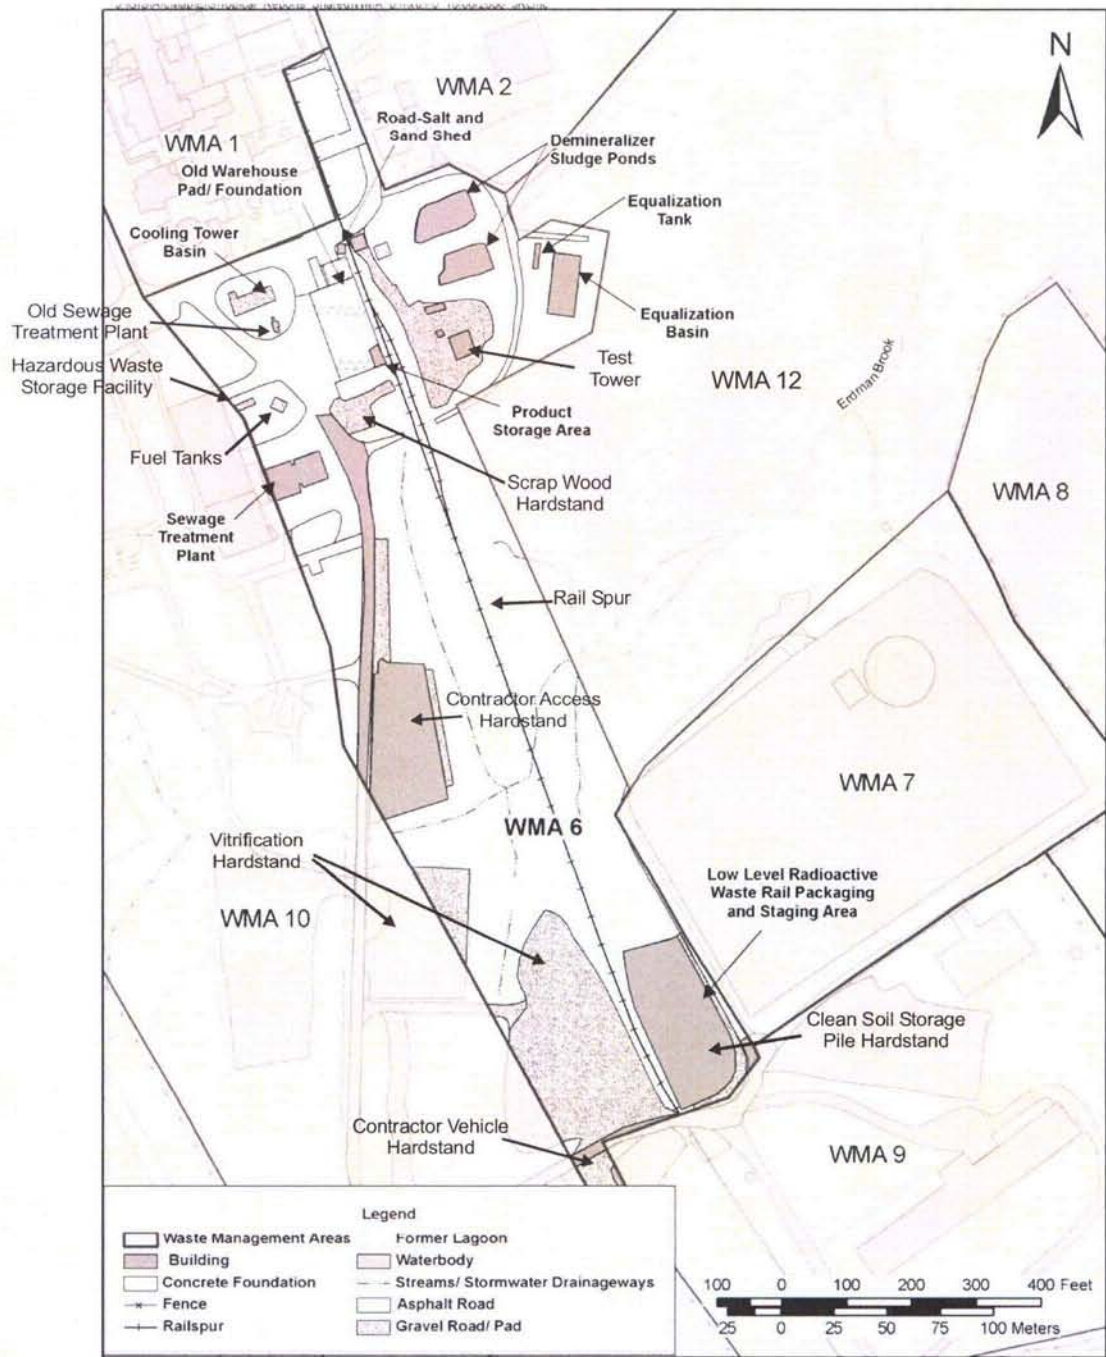 WMA 2
Road-Salt and
Sand Shed
WMA 1
Old Warehouse
Pad/ Foundation
Demineralizer
Sludge Ponds
Equalization
Tank
Cooling Tower
Basin
Old Sewage
Treatment Plant
Equalization
Basin
Hazardous Waste
Storage Facility
Test
Tower
WMA 12
Erdman Brook
Product
Storage Area
Fuel Tanks
Scrap Wood
Hardstand
WMA 8
Sewage
Treatment
Plant
Rail Spur
Contractor Access
Hardstand
WMA 7
WMA 6
Vitrification
Hardstand
Low Level Radioactive
Waste Rail Packaging
and Staging Area
WMA 10
Clean Soil Storage
Pile Hardstand
Contractor Vehicle
Hardstand
WMA 9
N
Legend
Waste Management Areas
Building
Concrete Foundation
Fence
Railspur
Former Lagoon
Waterbody
Streams/ Stormwater Drainageways
Asphalt Road
Gravel Road/ Pad
100 0 100 200 300 400 Feet
25 0 25 50 75 100 Meters